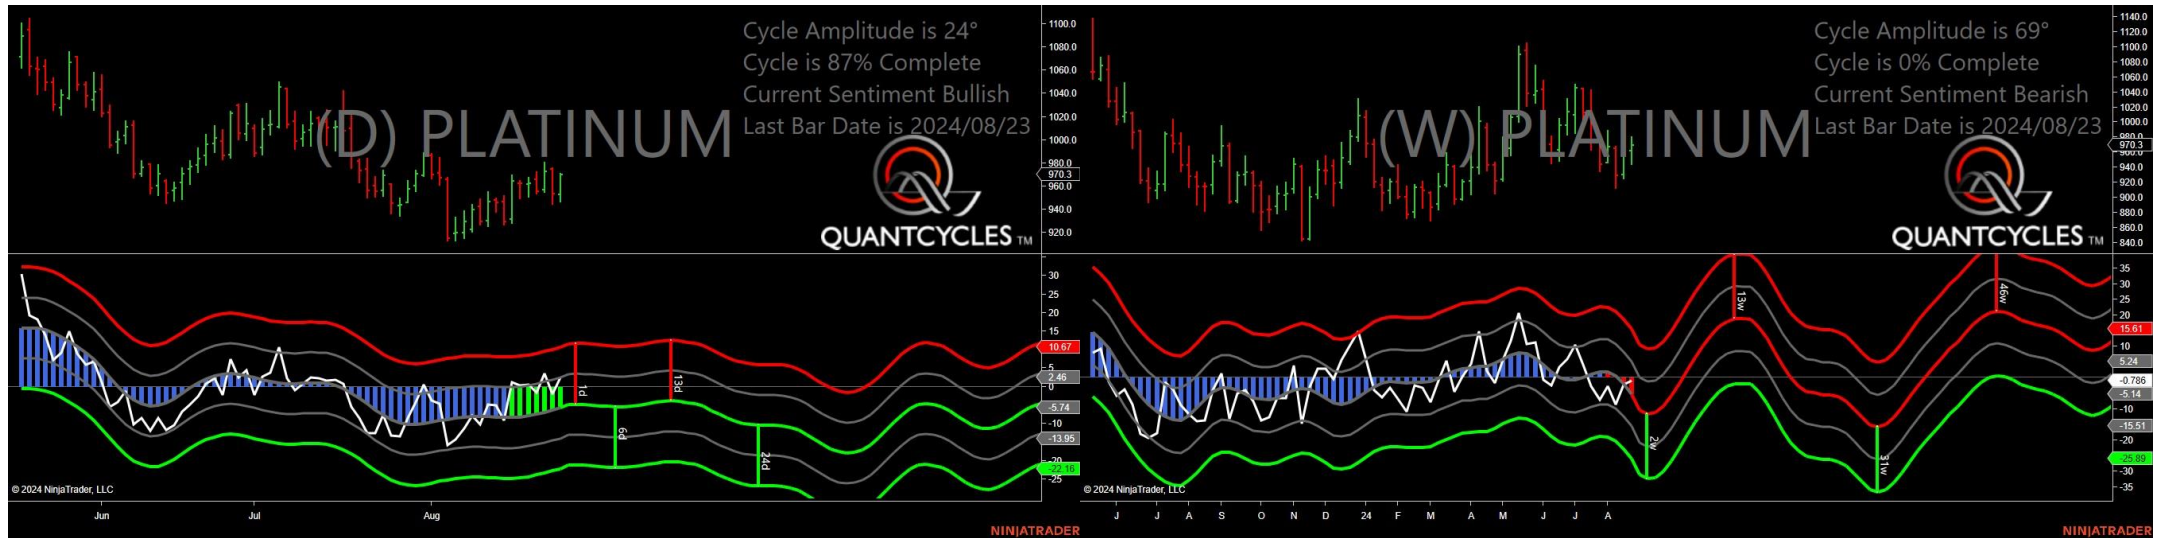 Cycle Amplitude is 24°
Cycle is 87% Complete
Current Sentiment Bullish
Last Bar Date is 2024/08/23
(D) PLATINUM
QUANTCYCLES TM
1100.0
1080.0
1060.0
1040.0
1020.0
1000.0
980.0
970.3
960.0
940.0
920.0
30
25
20
15
10.67
5
2.46
0
-5.74
-10
-13.95
-20
-22.16
-25
1d
6d
13d
24d
© 2024 NinjaTrader, LLC
Jun Jul Aug
NINJATRADER
Cycle Amplitude is 69°
Cycle is 0% Complete
Current Sentiment Bearish
Last Bar Date is 2024/08/23
(W) PLATINUM
QUANTCYCLES TM
1140.0
1120.0
1100.0
1080.0
1060.0
1040.0
1020.0
1000.0
980.0
970.3
960.0
940.0
920.0
900.0
880.0
860.0
840.0
35
30
25
20
15.61
10
5.24
-0.786
-5.14
-10
-15.51
-20
-25.89
-30
-35
2w
13w
31w
46w
© 2024 NinjaTrader, LLC
J J A S O N D 24 F M A M J J A
NINJATRADER